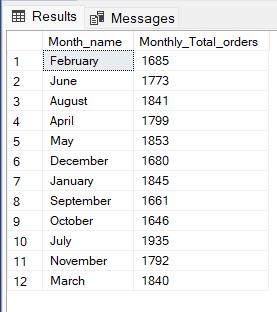 Results Messages
Month_name Monthly_Total_orders
1 February 1685
2 June 1773
3 August 1841
4 April 1799
5 May 1853
6 December 1680
7 January 1845
8 September 1661
9 October 1646
10 July 1935
11 November 1792
12 March 1840